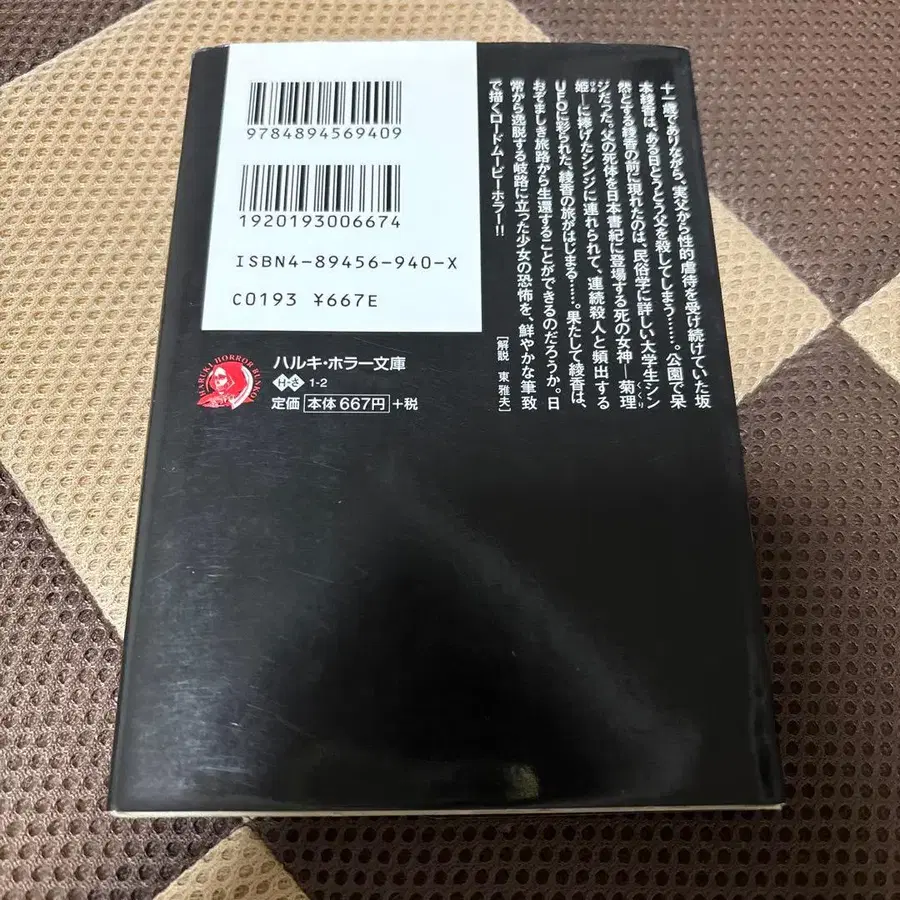 9784894569409
1920193006674
ISBN4-89456-940-X
C0193 ¥667E
HARUKI HORROR BUNKO
ハルキ・ホラー文庫
H-さ 1-2
定価 本体667円 +税
十一歳でありながら、実父から性的虐待を受け続けていた坂
本綾香は、ある日とうとう父を殺してしまう……。公園で呆
然とする綾香の前に現れたのは、民俗学に詳しい大学生シン
ジだった。父の死体を日本書紀に登場する死の女神―菊理
くくり
姫―に捧げたシンジに連れられて、連続殺人と頻出する
ひめ
UFOに彩られた、綾香の旅がはじまる……。果たして綾香は、
おぞましき旅路から生還することができるのだろうか。日
常から逸脱する岐路に立った少女の恐怖を、鮮やかな筆致
で描くロードムービーホラー!!
[解説 東雅夫]